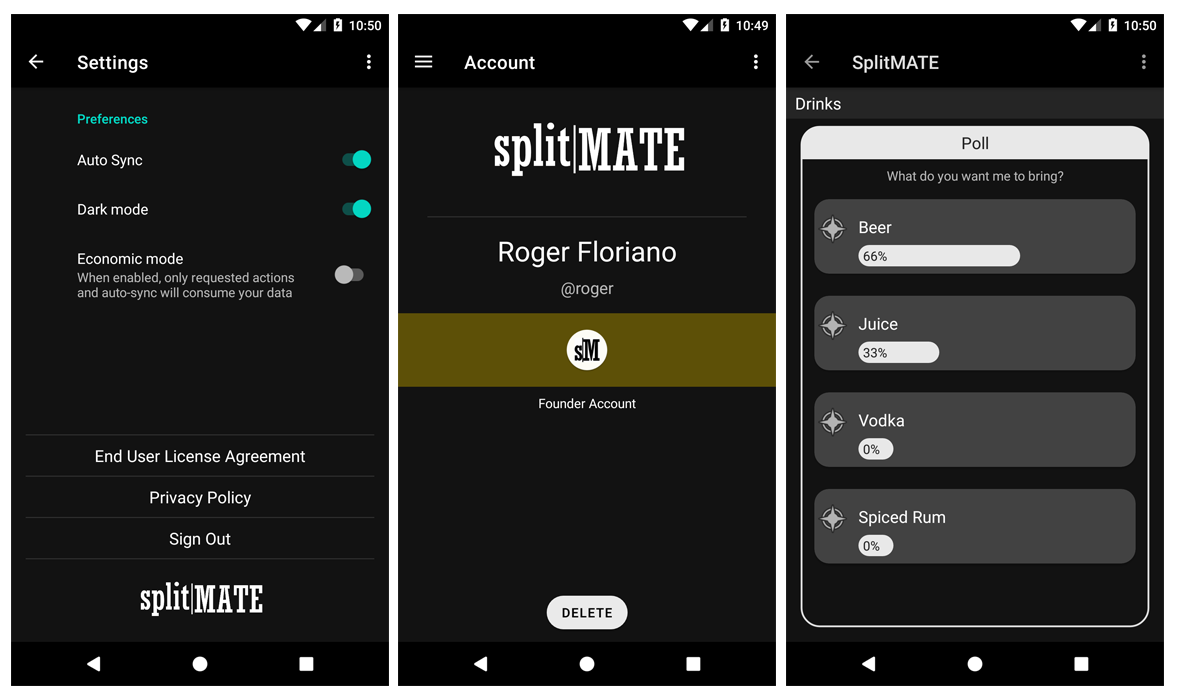 10:50
Settings
Preferences
Auto Sync
Dark mode
Economic mode
When enabled, only requested actions
and auto-sync will consume your data
End User License Agreement
Privacy Policy
Sign Out
split|MATE
10:49
Account
split|MATE
Roger Floriano
@roger
sM
Founder Account
DELETE
10:50
SplitMATE
Drinks
Poll
What do you want me to bring?
Beer
66%
Juice
33%
Vodka
0%
Spiced Rum
0%